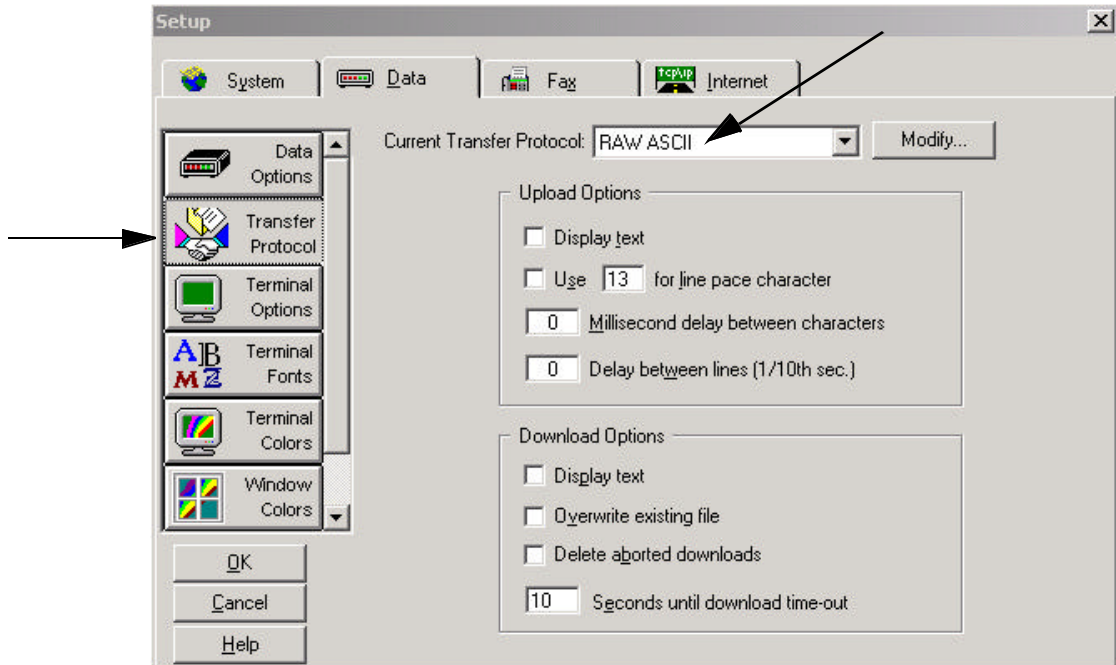 Setup
System
Data
Fax
tcp\ip
Internet
Data
Options
Transfer
Protocol
Terminal
Options
A B
M Z
Terminal
Fonts
Terminal
Colors
Window
Colors
OK
Cancel
Help
Current Transfer Protocol: RAW ASCII
Modify...
Upload Options
Display text
Use 13 for line pace character
0 Millisecond delay between characters
0 Delay between lines (1/10th sec.)
Download Options
Display text
Overwrite existing file
Delete aborted downloads
10 Seconds until download time-out